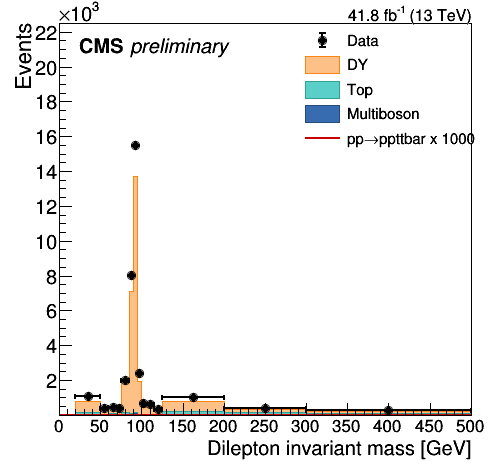 ×10³
41.8 fb⁻¹ (13 TeV)
CMS preliminary
Data
DY
Top
Multiboson
pp→ppttbar x 1000
Events
22
20
18
16
14
12
10
8
6
4
2
0 50 100 150 200 250 300 350 400 450 500
Dilepton invariant mass [GeV]